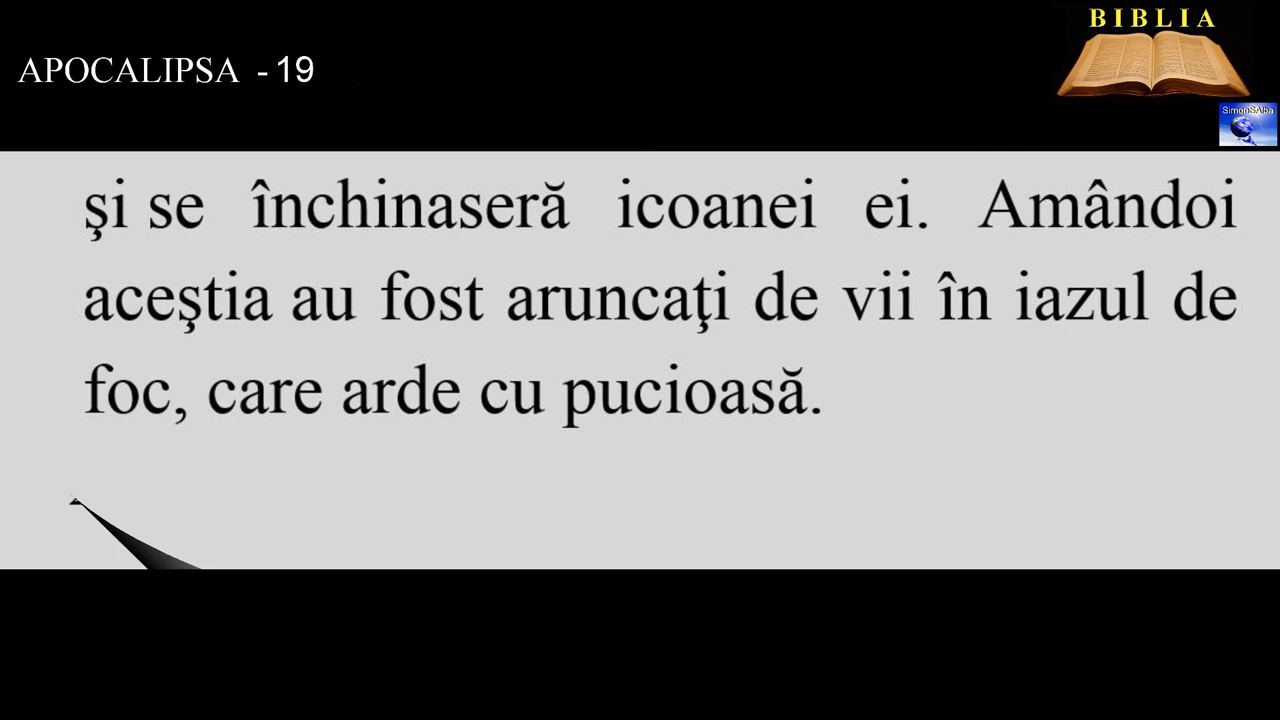 BIBLIA
APOCALIPSA - 19
SimonSAlba
şi se închinaseră icoanei ei. Amândoi
aceştia au fost aruncaţi de vii în iazul de
foc, care arde cu pucioasă.